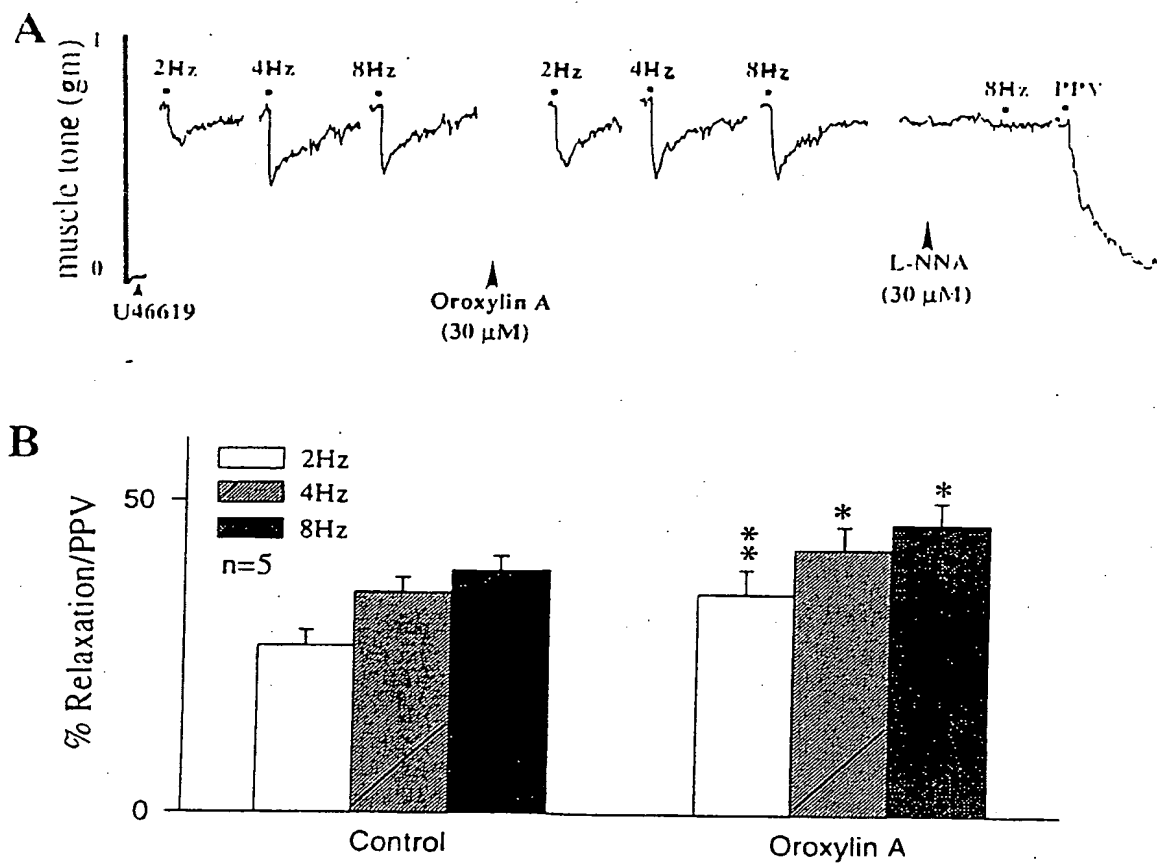 A
muscle tone (gm)
1
0
2Hz 4Hz 8Hz 2Hz 4Hz 8Hz 8Hz PPV
U46619
Oroxylin A
(30 μM)
L-NNA
(30 μM)
B
% Relaxation/PPV
50
0
2Hz
4Hz
8Hz
n=5
*
*
*
*
Control
Oroxylin A